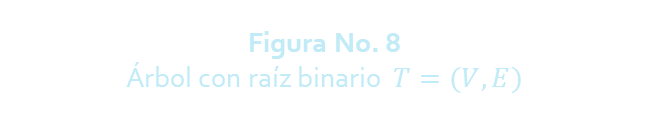 Figura No. 8
Árbol con raíz binario T = (V, E)